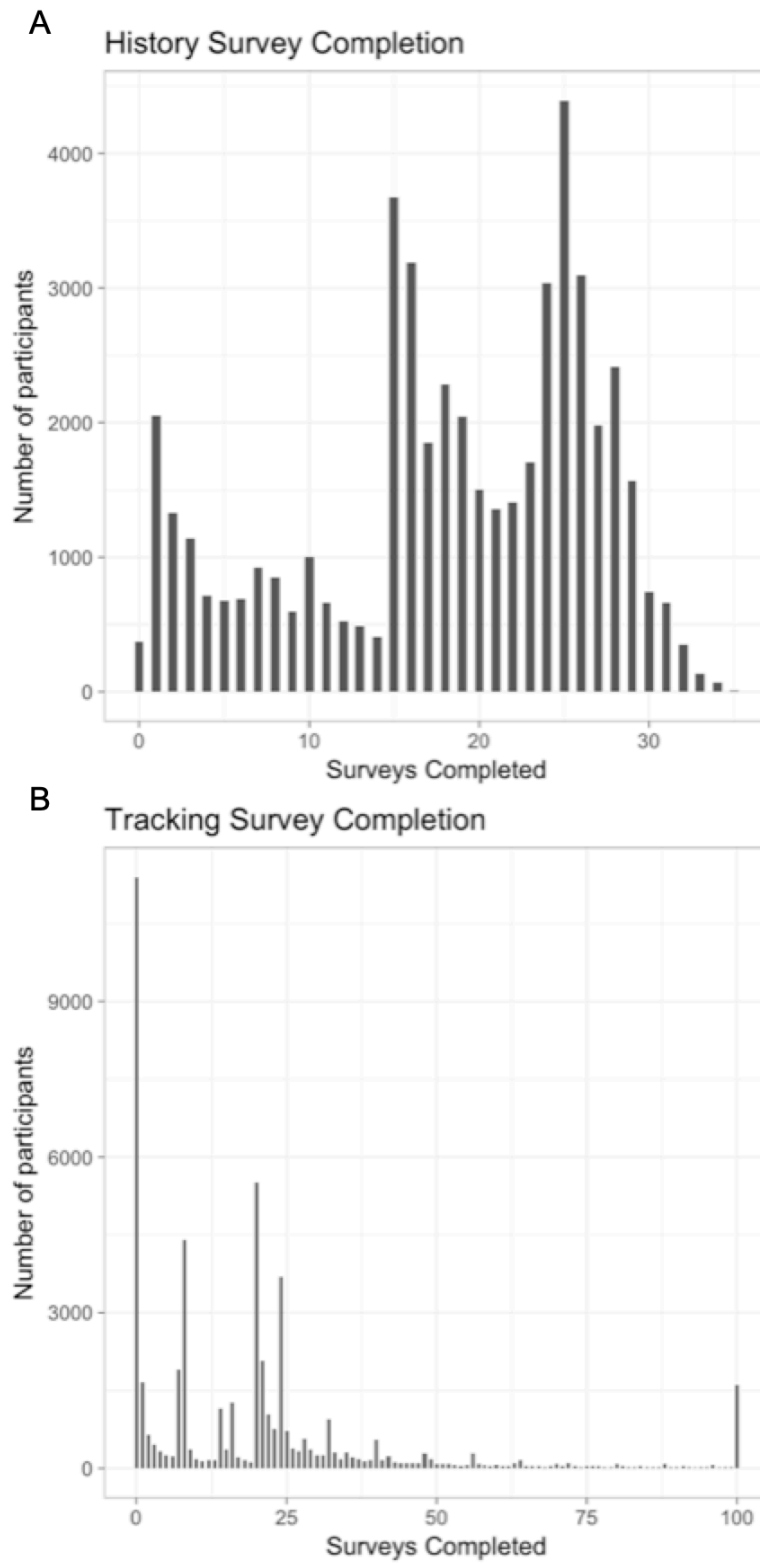 A
History Survey Completion
Number of participants
4000
3000
2000
1000
0
0 10 20 30
Surveys Completed
B
Tracking Survey Completion
Number of participants
9000
6000
3000
0
0 25 50 75 100
Surveys Completed